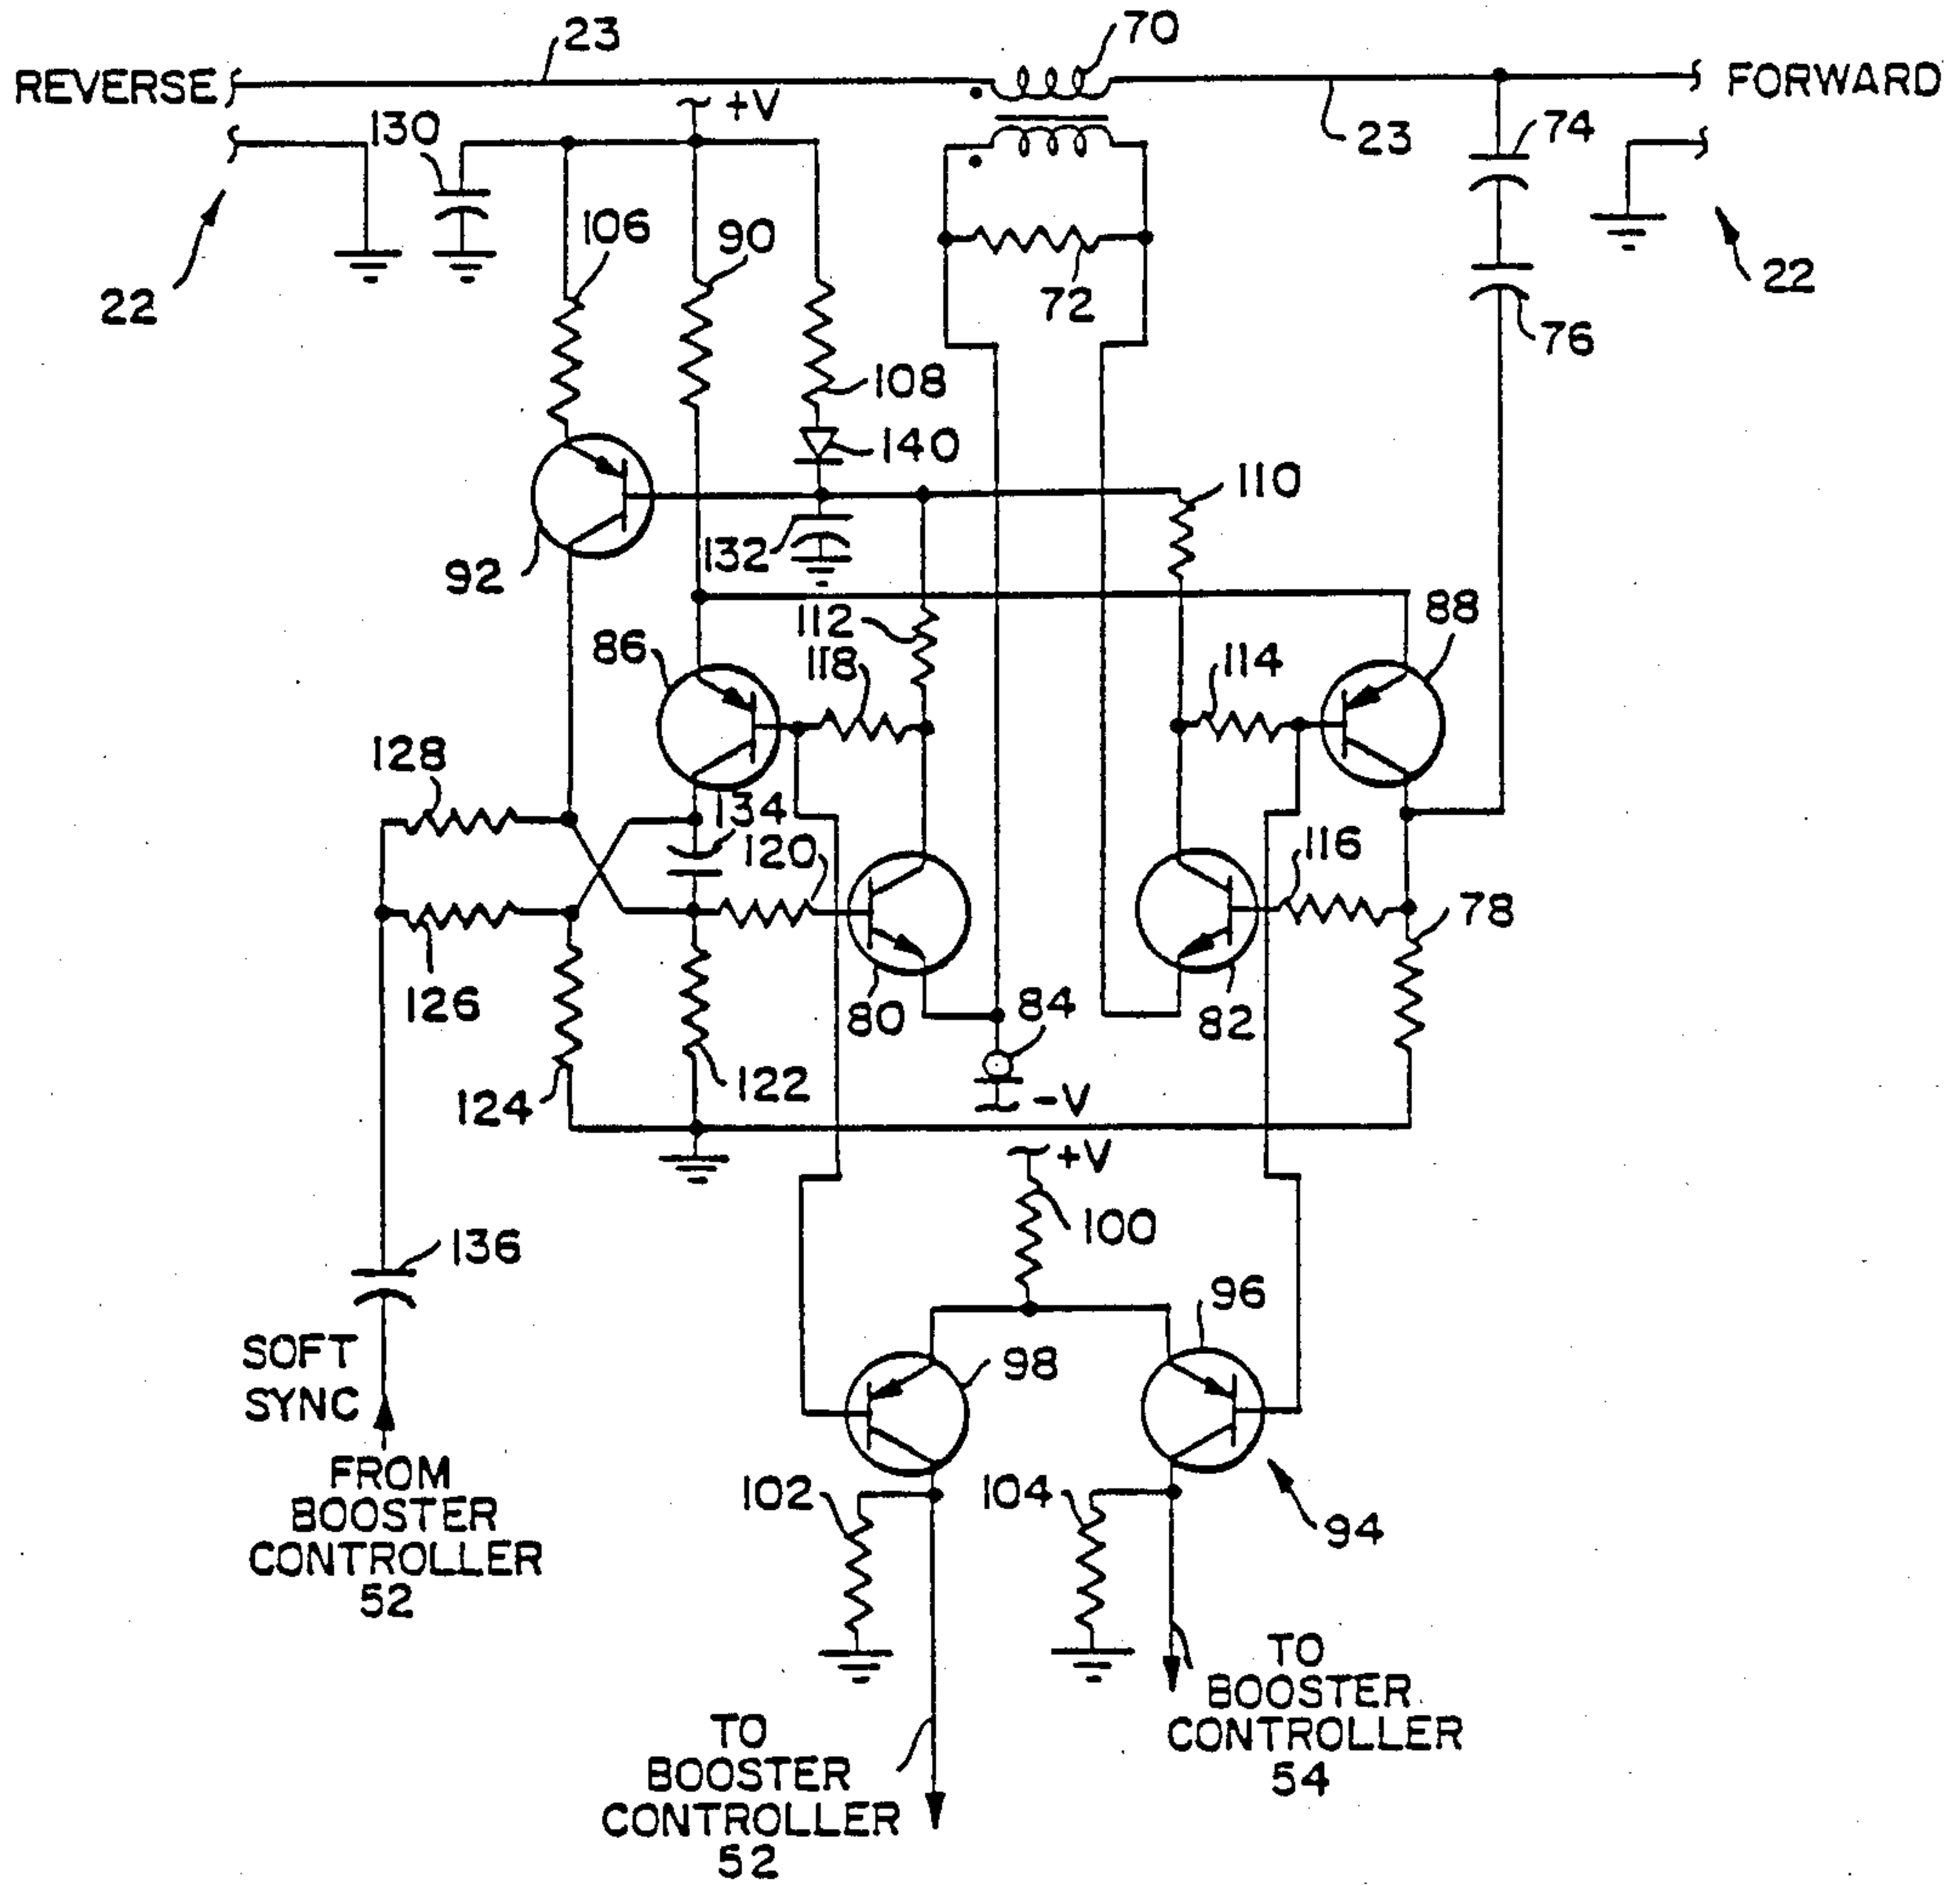 23
70
REVERSE
FORWARD
+V
130
74
23
106
90
72
22
22
76
108
140
110
132
92
112
88
86
118
114
128
134
120
116
78
126
80
84
82
-V
124
122
+V
100
136
96
SOFT
SYNC
98
FROM
BOOSTER
CONTROLLER
52
102
104
94
TO
BOOSTER
CONTROLLER
54
TO
BOOSTER
CONTROLLER
52